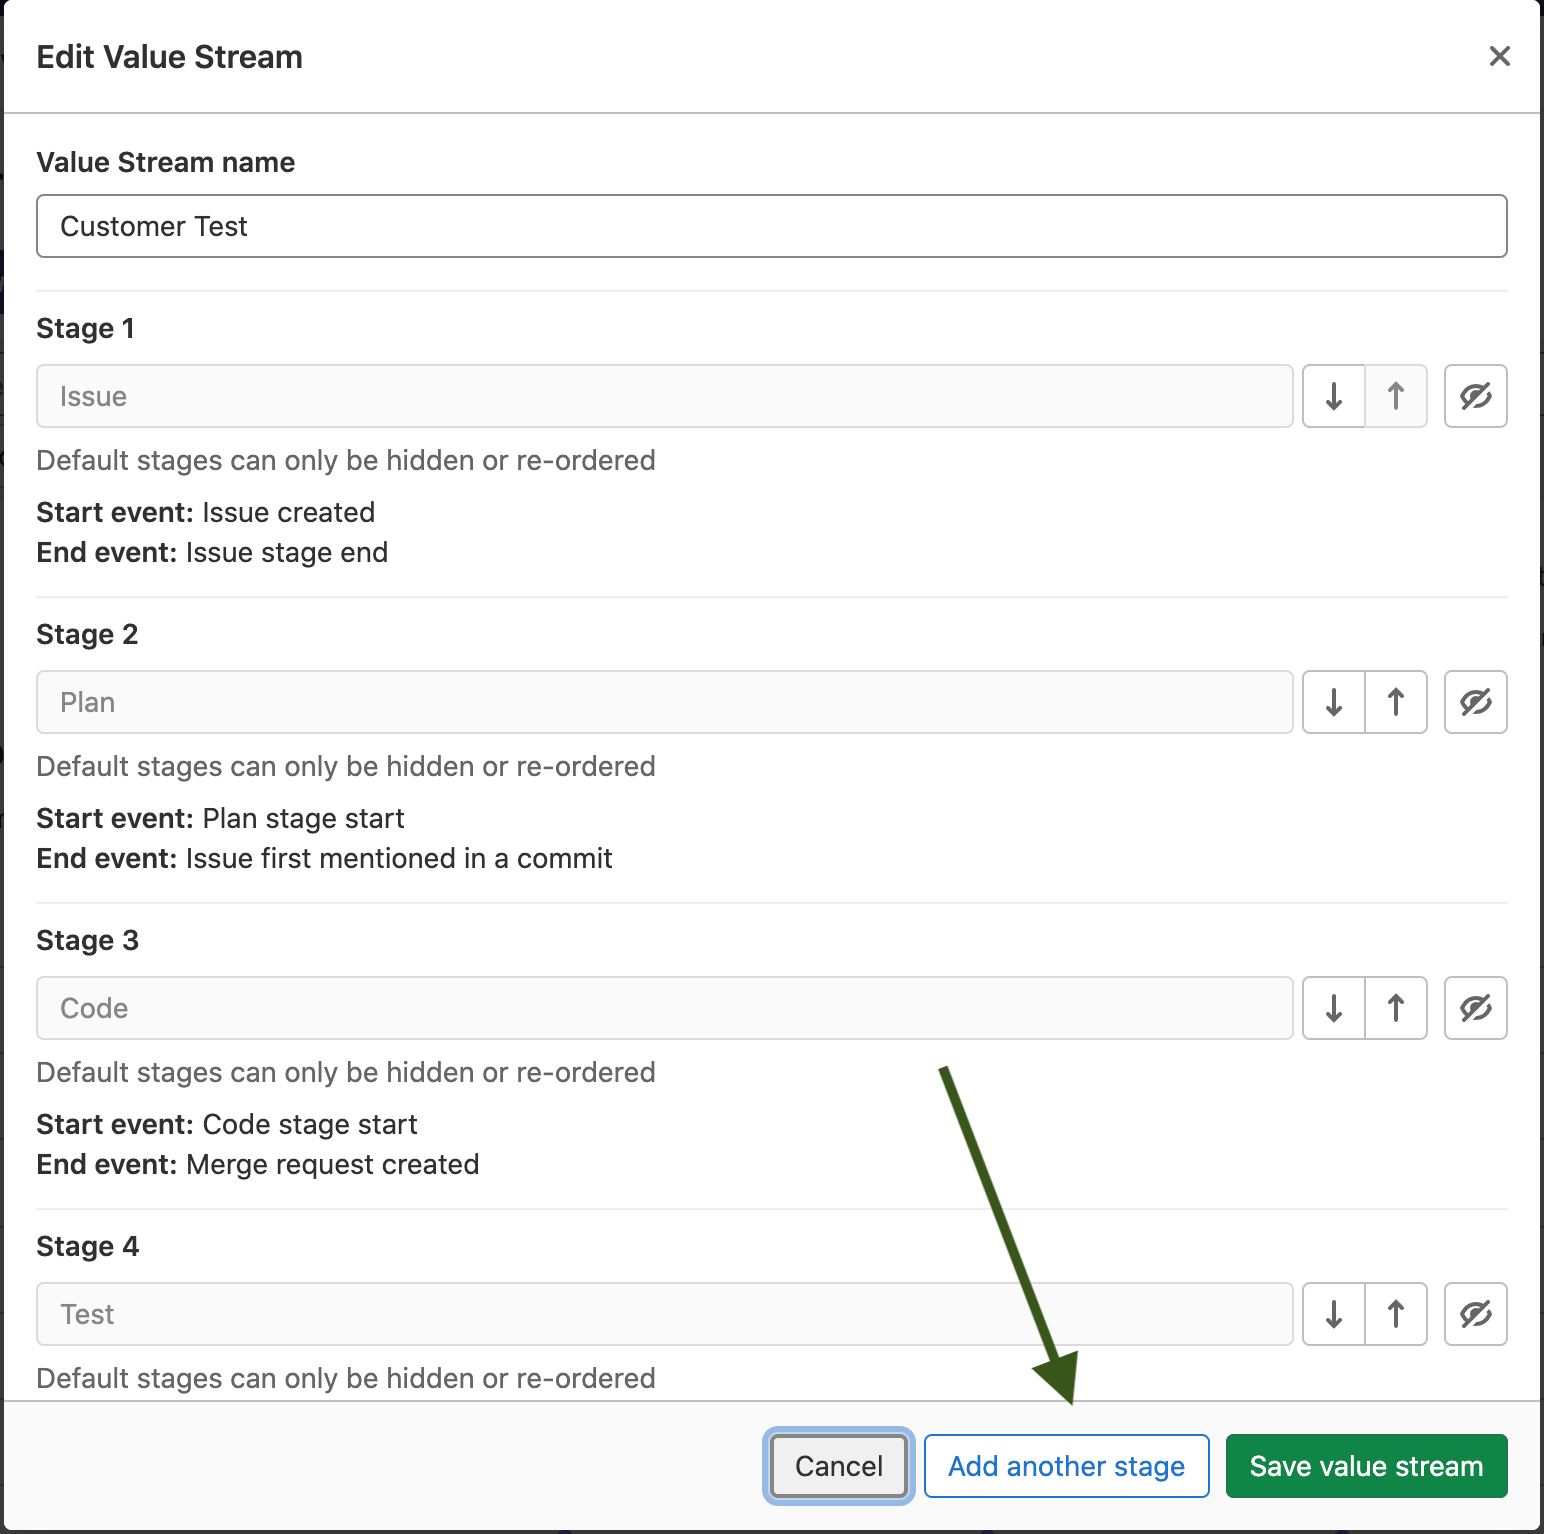 Edit Value Stream
Value Stream name
Customer Test
Stage 1
Issue
Default stages can only be hidden or re-ordered
Start event: Issue created
End event: Issue stage end
Stage 2
Plan
Default stages can only be hidden or re-ordered
Start event: Plan stage start
End event: Issue first mentioned in a commit
Stage 3
Code
Default stages can only be hidden or re-ordered
Start event: Code stage start
End event: Merge request created
Stage 4
Test
Default stages can only be hidden or re-ordered
Cancel
Add another stage
Save value stream